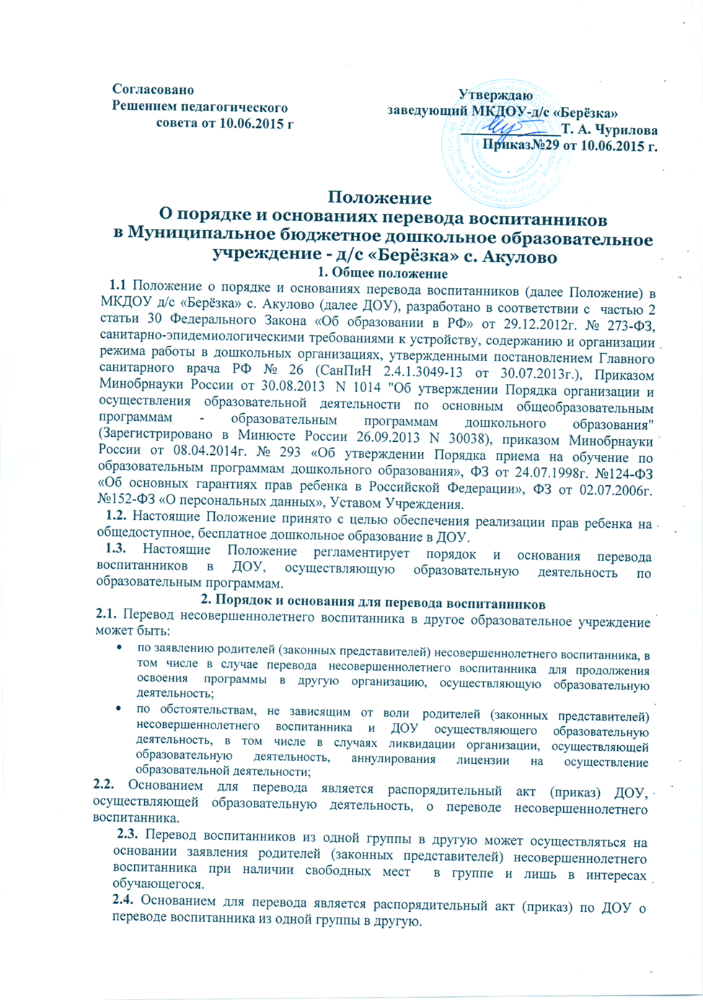 Согласовано
Решением педагогического
совета от 10.06.2015 г
Утверждаю
заведующий МКДОУ-д/с «Берёзка»
______________Т. А. Чурилова
Приказ№29 от 10.06.2015 г.
Положение
О порядке и основаниях перевода воспитанников
в Муниципальное бюджетное дошкольное образовательное
учреждение - д/с «Берёзка» с. Акулово
1. Общее положение
1.1 Положение о порядке и основаниях перевода воспитанников (далее Положение) в
МКДОУ д/с «Берёзка» с. Акулово (далее ДОУ), разработано в соответствии с частью 2
статьи 30 Федерального Закона «Об образовании в РФ» от 29.12.2012г. № 273-ФЗ,
санитарно-эпидемиологическими требованиями к устройству, содержанию и организации
режима работы в дошкольных организациях, утвержденными постановлением Главного
санитарного врача РФ № 26 (СанПиН 2.4.1.3049-13 от 30.07.2013г.), Приказом
Минобрнауки России от 30.08.2013 N 1014 "Об утверждении Порядка организации и
осуществления образовательной деятельности по основным общеобразовательным
программам - образовательным программам дошкольного образования"
(Зарегистрировано в Минюсте России 26.09.2013 N 30038), приказом Минобрнауки
России от 08.04.2014г. № 293 «Об утверждении Порядка приема на обучение по
образовательным программам дошкольного образования», ФЗ от 24.07.1998г. №124-ФЗ
«Об основных гарантиях прав ребенка в Российской Федерации», ФЗ от 02.07.2006г.
№152-ФЗ «О персональных данных», Уставом Учреждения.
1.2. Настоящие Положение принято с целью обеспечения реализации прав ребенка на
общедоступное, бесплатное дошкольное образование в ДОУ.
1.3. Настоящие Положение регламентирует порядок и основания перевода
воспитанников в ДОУ, осуществляющую образовательную деятельность по
образовательным программам.
2. Порядок и основания для перевода воспитанников
2.1. Перевод несовершеннолетнего воспитанника в другое образовательное учреждение
может быть:
• по заявлению родителей (законных представителей) несовершеннолетнего воспитанника, в
том числе в случае перевода несовершеннолетнего воспитанника для продолжения
освоения программы в другую организацию, осуществляющую образовательную
деятельность;
• по обстоятельствам, не зависящим от воли родителей (законных представителей)
несовершеннолетнего воспитанника и ДОУ осуществляющего образовательную
деятельность, в том числе в случаях ликвидации организации, осуществляющей
образовательную деятельность, аннулирования лицензии на осуществление
образовательной деятельности;
2.2. Основанием для перевода является распорядительный акт (приказ) ДОУ,
осуществляющей образовательную деятельность, о переводе несовершеннолетнего
воспитанника.
2.3. Перевод воспитанников из одной группы в другую может осуществляться на
основании заявления родителей (законных представителей) несовершеннолетнего
воспитанника при наличии свободных мест в группе и лишь в интересах
обучающегося.
2.4. Основанием для перевода является распорядительный акт (приказ) по ДОУ о
переводе воспитанника из одной группы в другую.